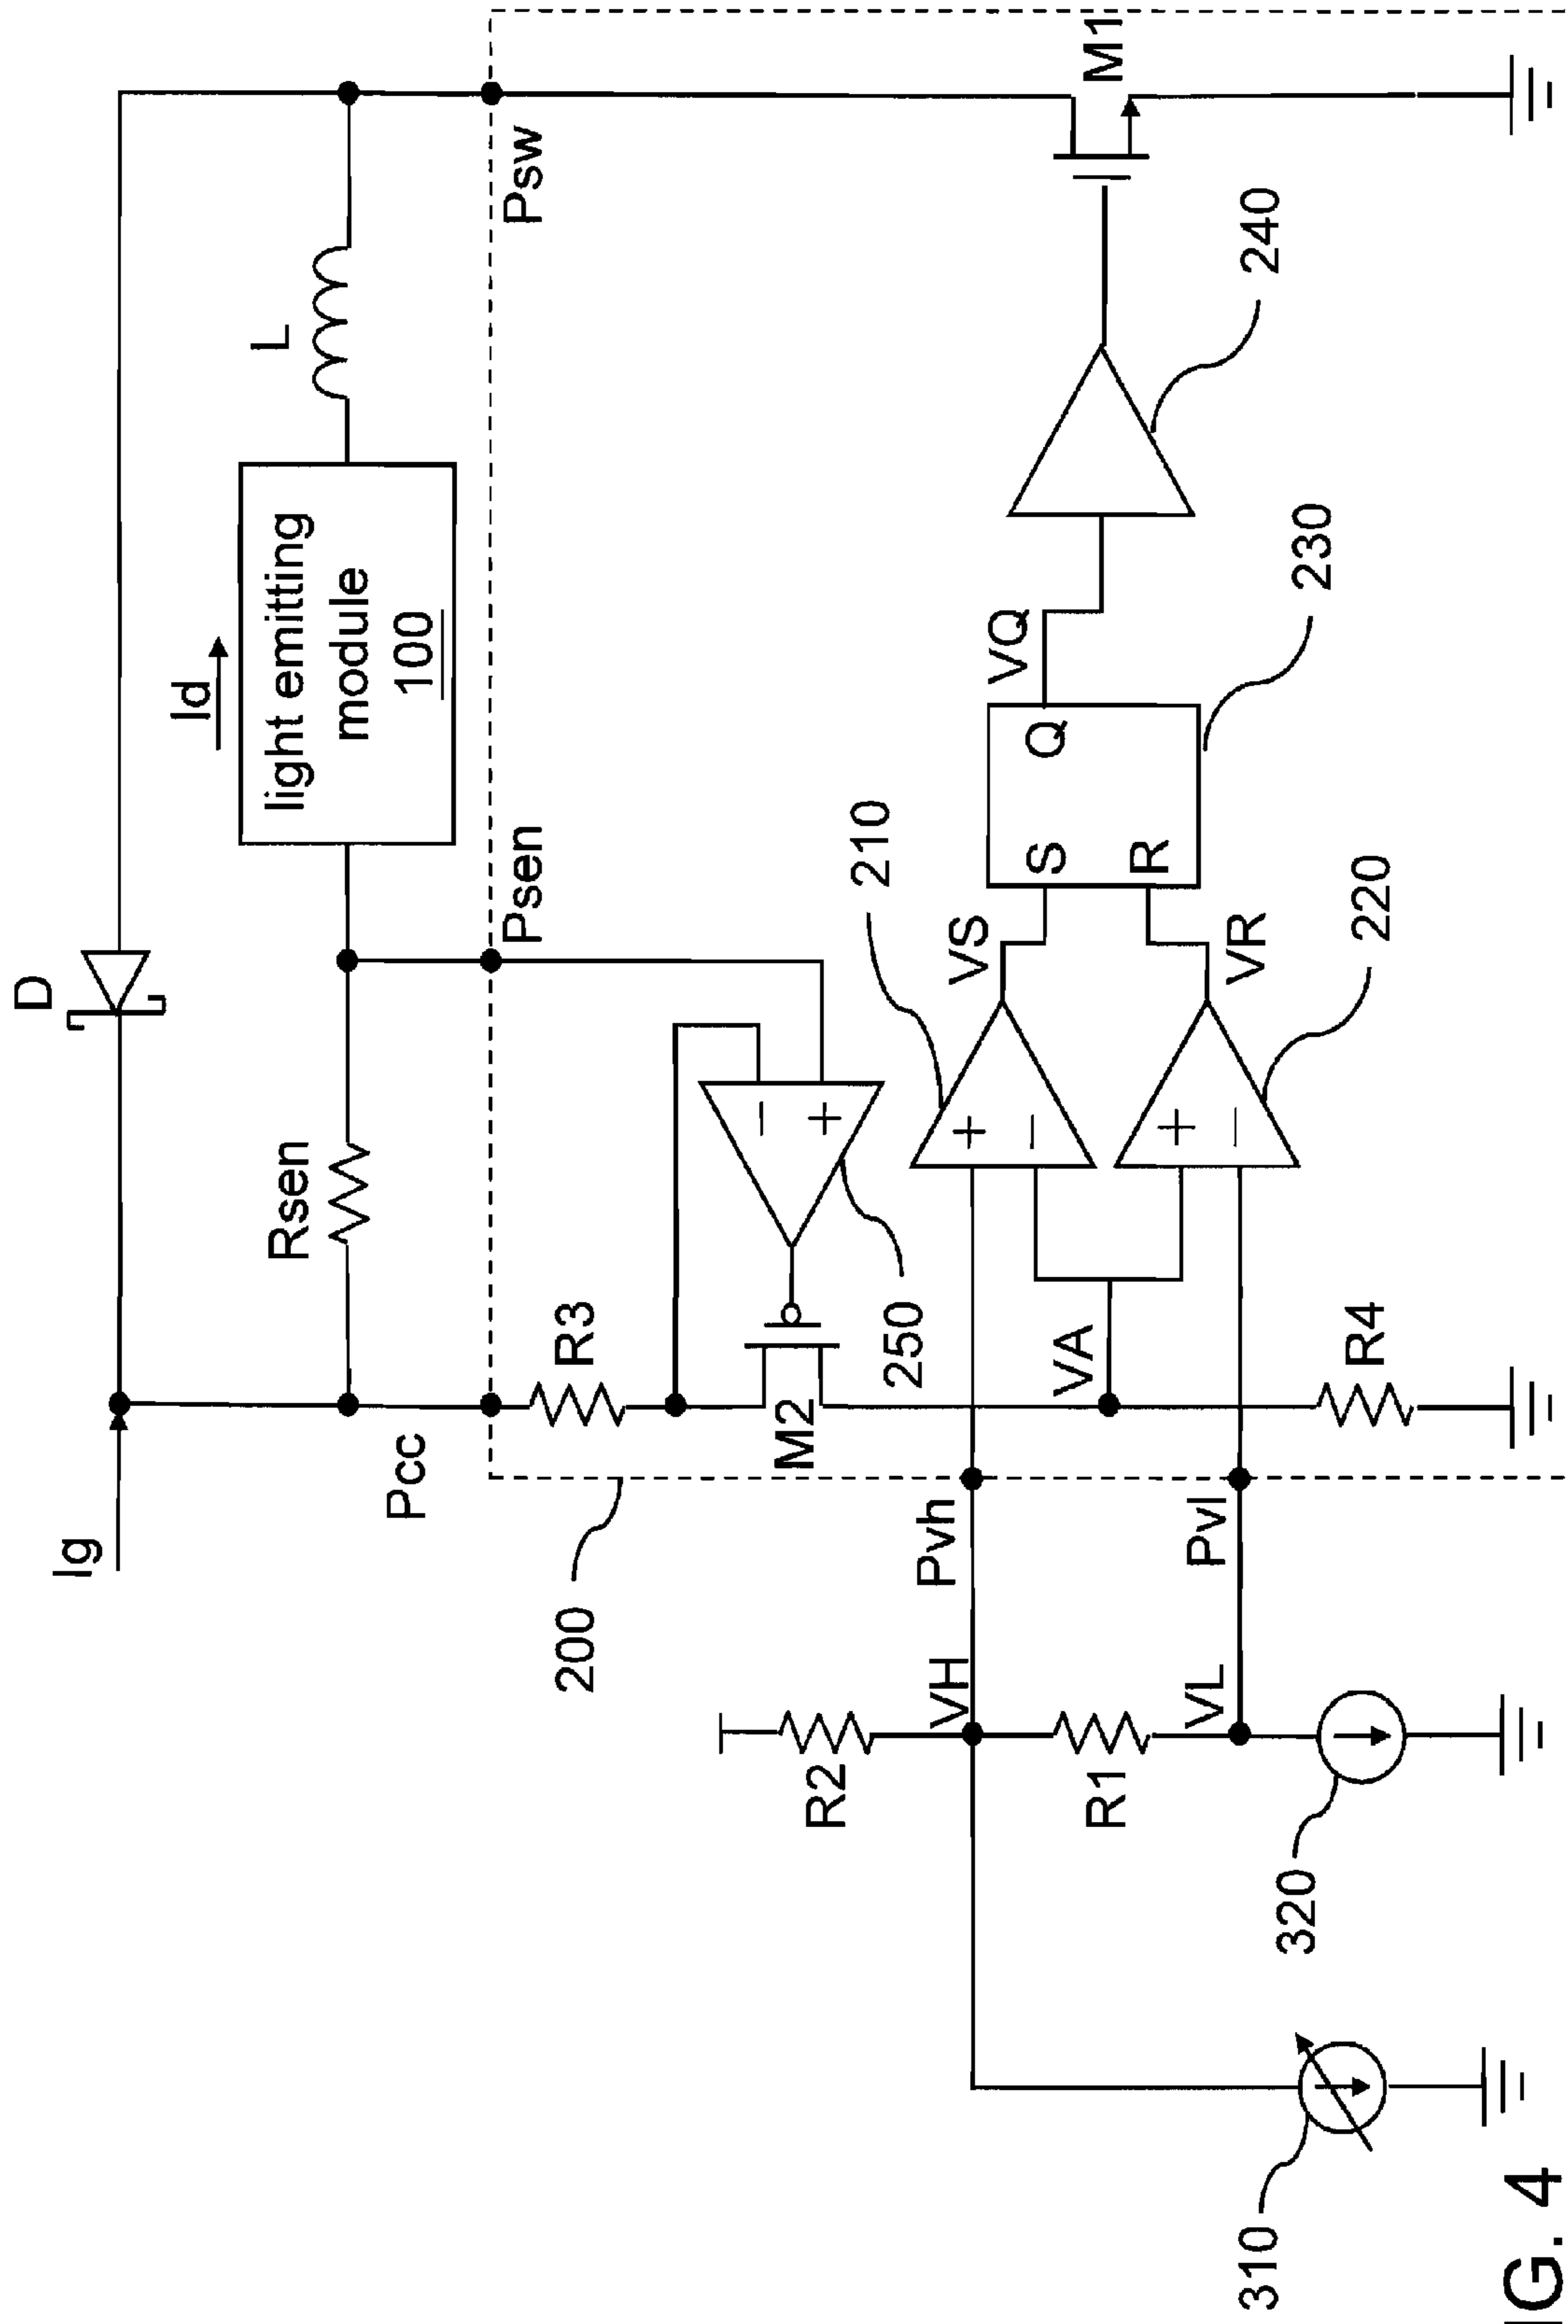 Ig
D
Id
light emitting
module
100
L
Rsen
Pcc
Psen
Psw
200
R3
M2
250
210
VS
S
Q
VQ
R
230
240
M1
VA
220
VR
R4
R2
VH
Pvh
R1
VL
Pvl
320
310
G. 4